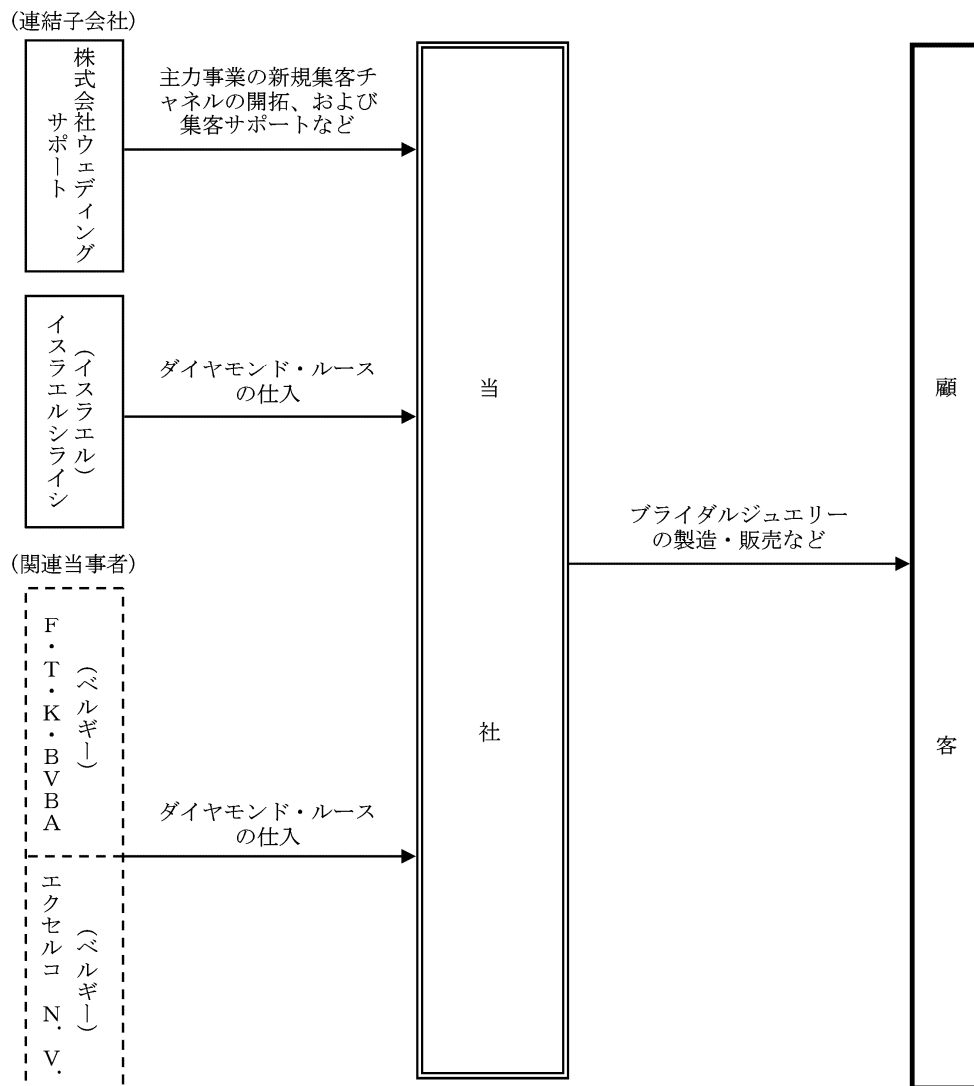 (連結子会社)
株式会社ウェディング
サポート
主力事業の新規集客チ
ャネルの開拓、および
集客サポートなど
(イスラエル)
イスラエルシライシ
ダイヤモンド・ルース
の仕入
(関連当事者)
(ベルギー)
F・T・K・BVBA
ダイヤモンド・ルース
の仕入
(ベルギー)
エクセルコ N.V.
当社
ブライダルジュエリー
の製造・販売など
顧客